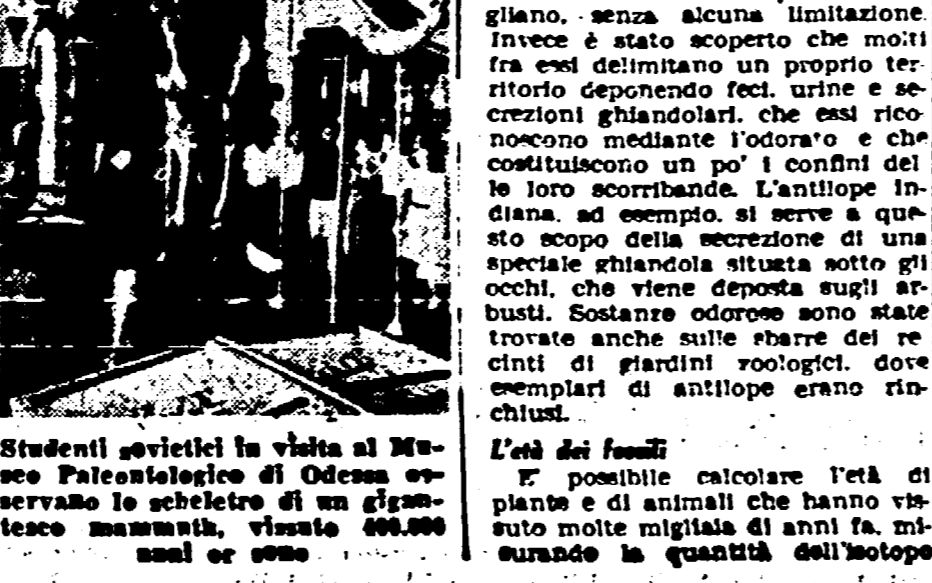 Studenti sovietici in visita al Mu-
seo Paleontologico di Odessa os-
servano lo scheletro di un gigan-
tesco mammuth, vissuto 400.000
anni or sono
gliano, senza alcuna limitazione.
Invece è stato scoperto che molti
fra essi delimitano un proprio ter-
ritorio deponendo feci, urine e se-
crezioni ghiandolari, che essi rico-
noscono mediante l'odorato e che
costituiscono un po' i confini del
le loro scorribande. L'antilope in-
diana, ad esempio, si serve a que-
sto scopo della secrezione di una
speciale ghiandola situata sotto gli
occhi, che viene deposta sugli ar-
busti. Sostanze odorose sono state
trovate anche sulle sbarre dei re
cinti di giardini zoologici, dove
esemplari di antilope erano rin-
chiusi.
L'età dei fossili
E' possibile calcolare l'età di
piante e di animali che hanno vis-
suto molte migliaia di anni fa, mi-
surando la quantità dell'isotopo